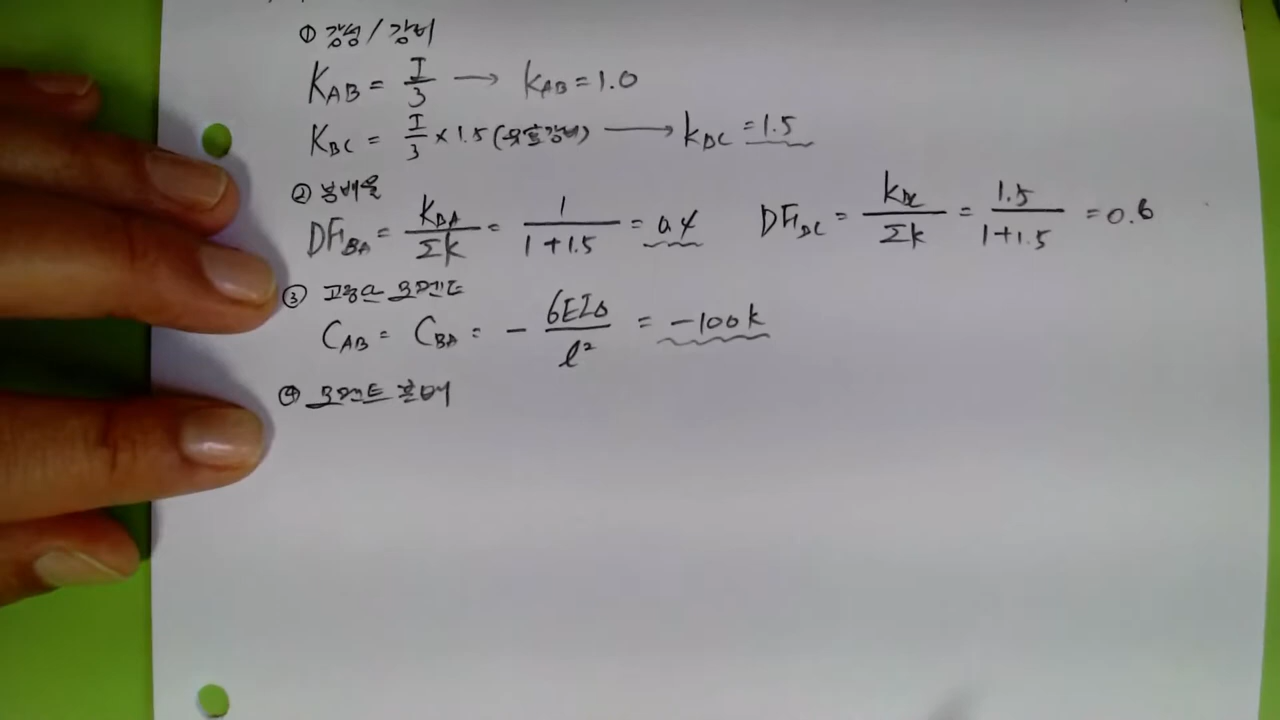 ① 강성 / 강비
K_AB = I/3 → k_AB = 1.0
K_BC = I/3 × 1.5 (유효강비) → k_BC = 1.5
② 분배율
DF_BA = k_BA/Σk = 1/(1+1.5) = 0.4 DF_BC = k_BC/Σk = 1.5/(1+1.5) = 0.6
③ 고정단 모멘트
C_AB = C_BA = - 6EIΔ/l² = -100k
④ 모멘트 분배